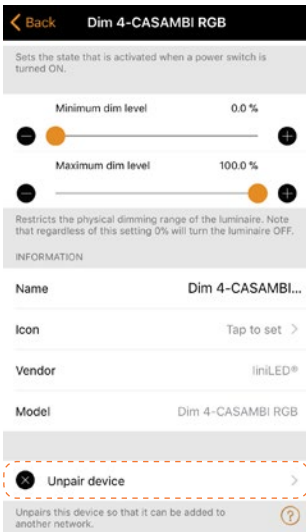 Back Dim 4-CASAMBI RGB
Sets the state that is activated when a power switch is
turned ON.
Minimum dim level 0.0 %
Maximum dim level 100.0 %
Restricts the physical dimming range of the luminaire. Note
that regardless of this setting 0% will turn the luminaire OFF.
INFORMATION
Name Dim 4-CASAMBI...
Icon Tap to set
Vendor liniLED®
Model Dim 4-CASAMBI RGB
Unpair device
Unpairs this device so that it can be added to
another network.
?